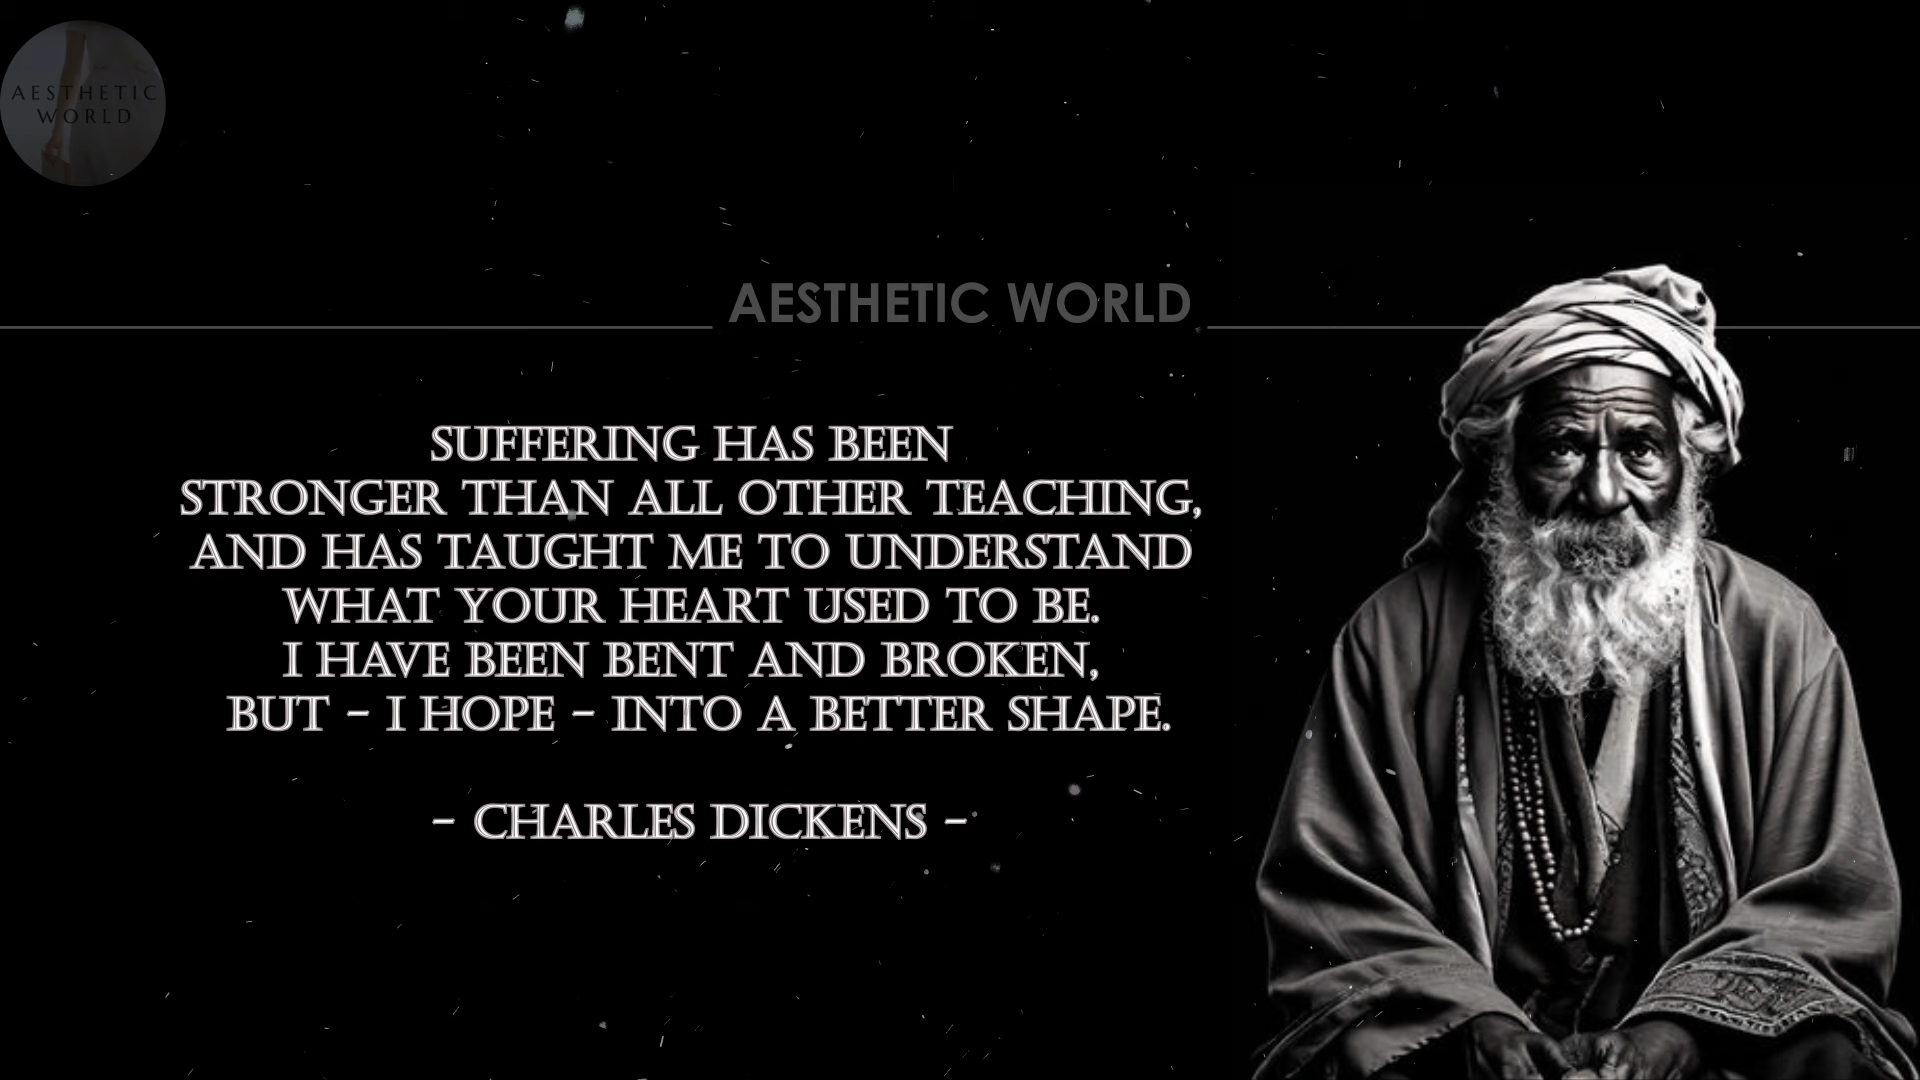 AESTHETIC
WORLD
AESTHETIC WORLD
SUFFERING HAS BEEN
STRONGER THAN ALL OTHER TEACHING,
AND HAS TAUGHT ME TO UNDERSTAND
WHAT YOUR HEART USED TO BE.
I HAVE BEEN BENT AND BROKEN,
BUT - I HOPE - INTO A BETTER SHAPE.
- CHARLES DICKENS -